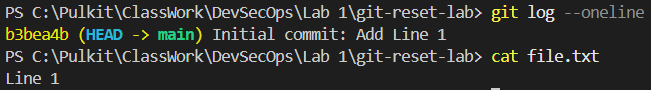 PS C:\Pulkit\ClassWork\DevSecOps\Lab 1\git-reset-lab> git log --oneline
b3bea4b (HEAD -> main) Initial commit: Add Line 1
PS C:\Pulkit\ClassWork\DevSecOps\Lab 1\git-reset-lab> cat file.txt
Line 1